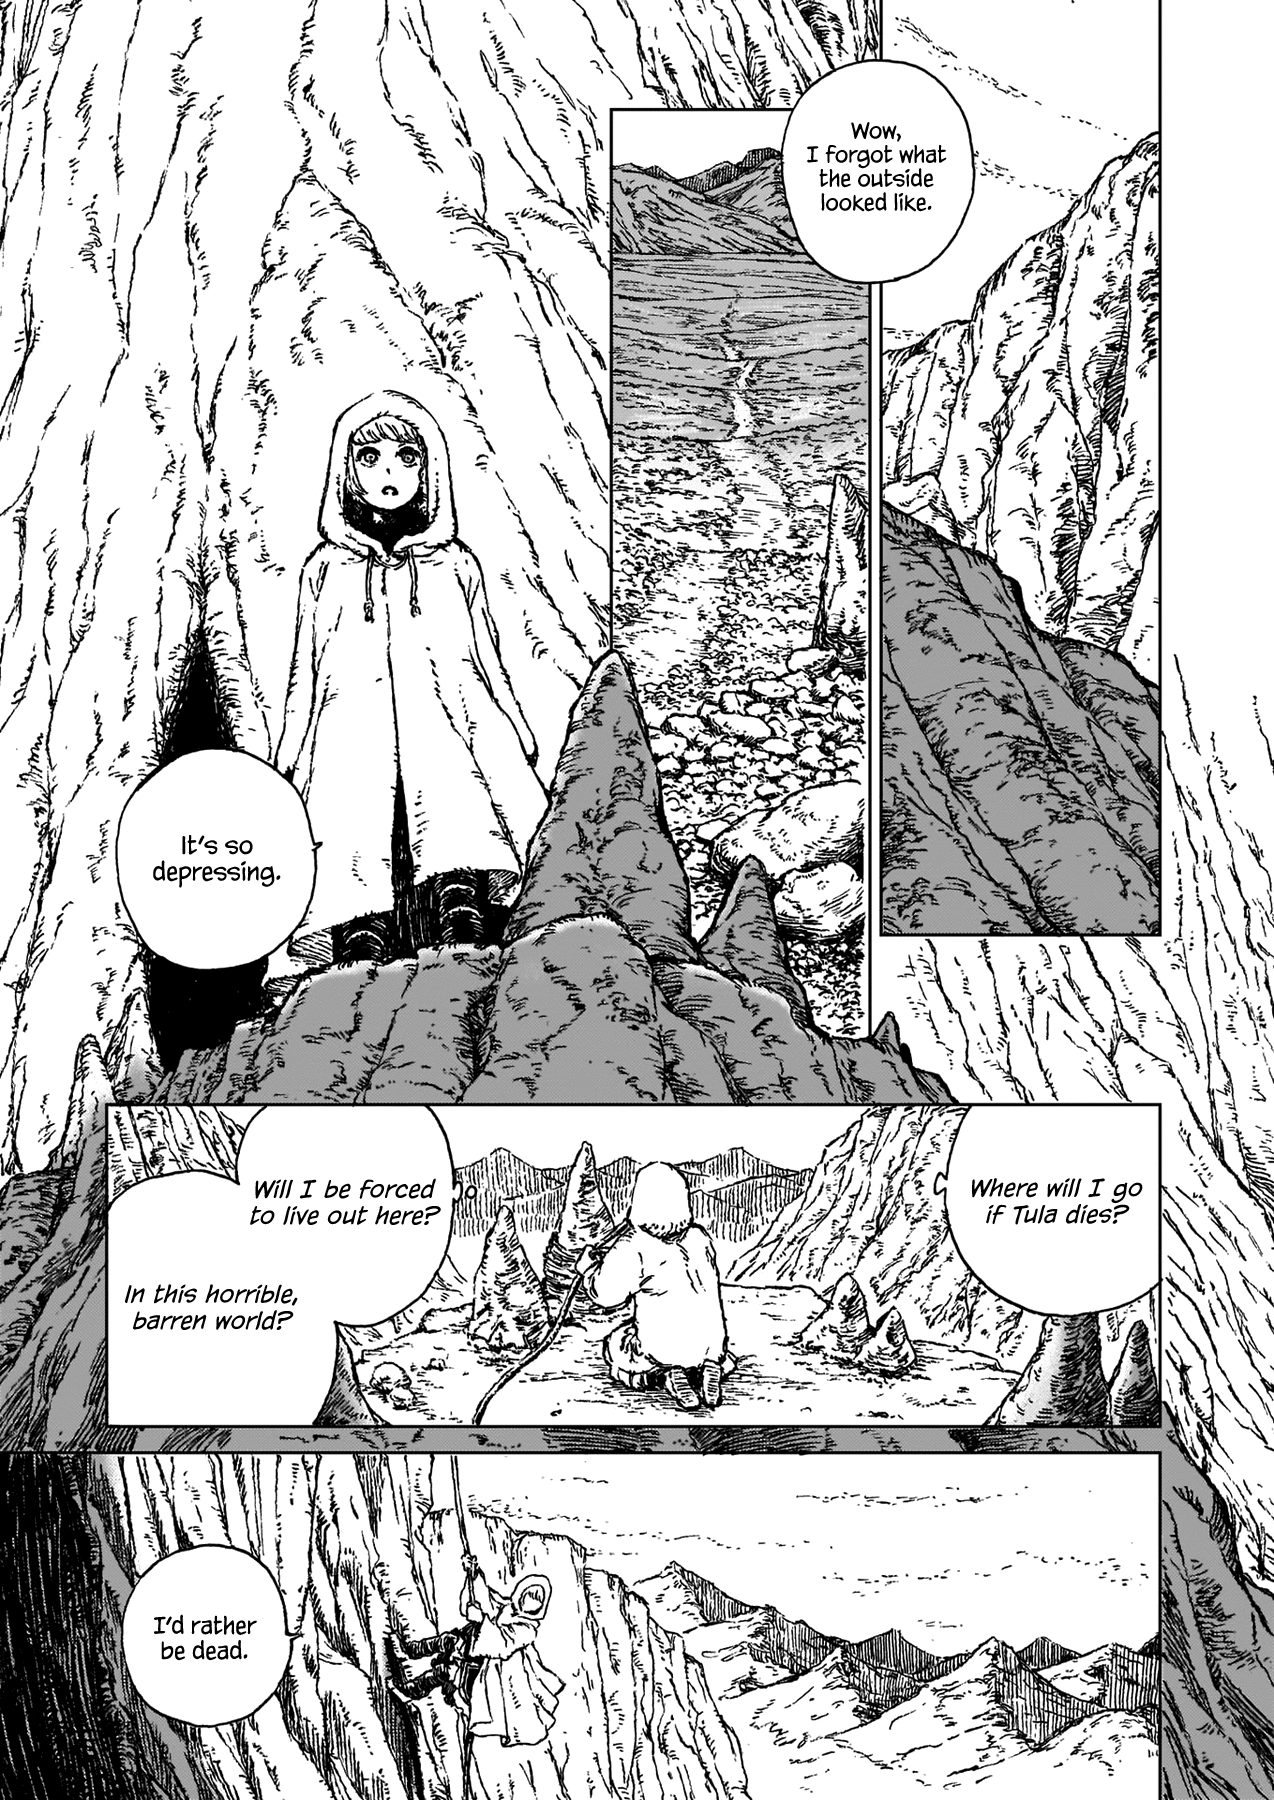 Wow,
I forgot what
the outside
looked like.
It's so
depressing.
Where will I go
if Tula dies?
Will I be forced
to live out here?
In this horrible,
barren world?
I'd rather
be dead.